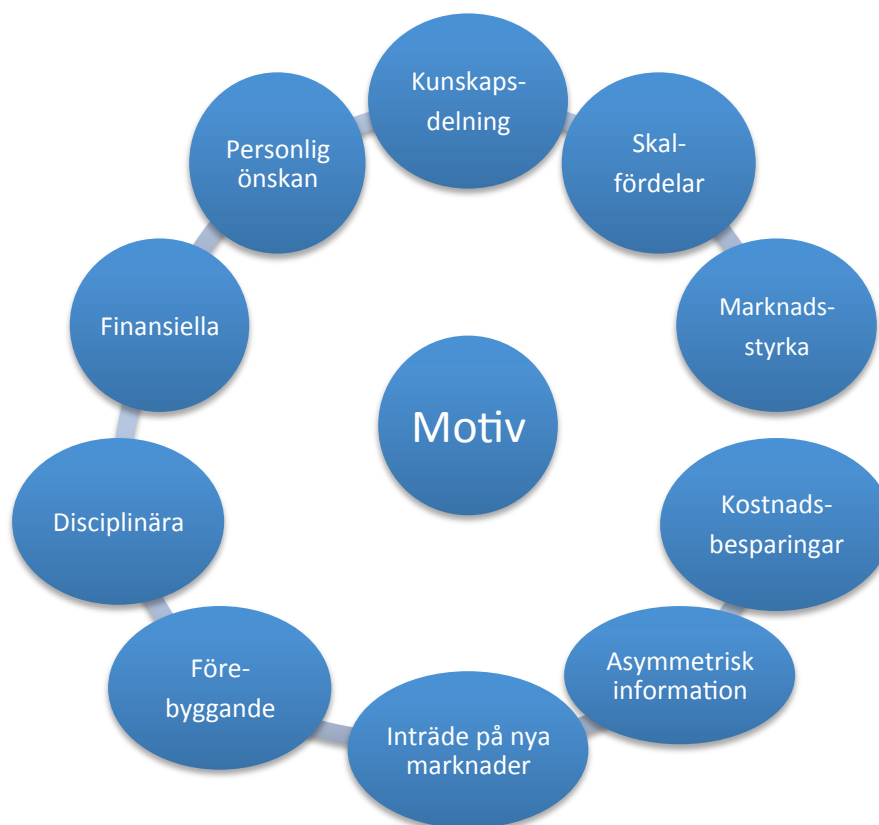 Kunskaps-
delning
Skal-
fördelar
Marknads-
styrka
Kostnads-
besparingar
Asymmetrisk
information
Inträde på nya
marknader
Före-
byggande
Disciplinära
Finansiella
Personlig
önskan
Motiv